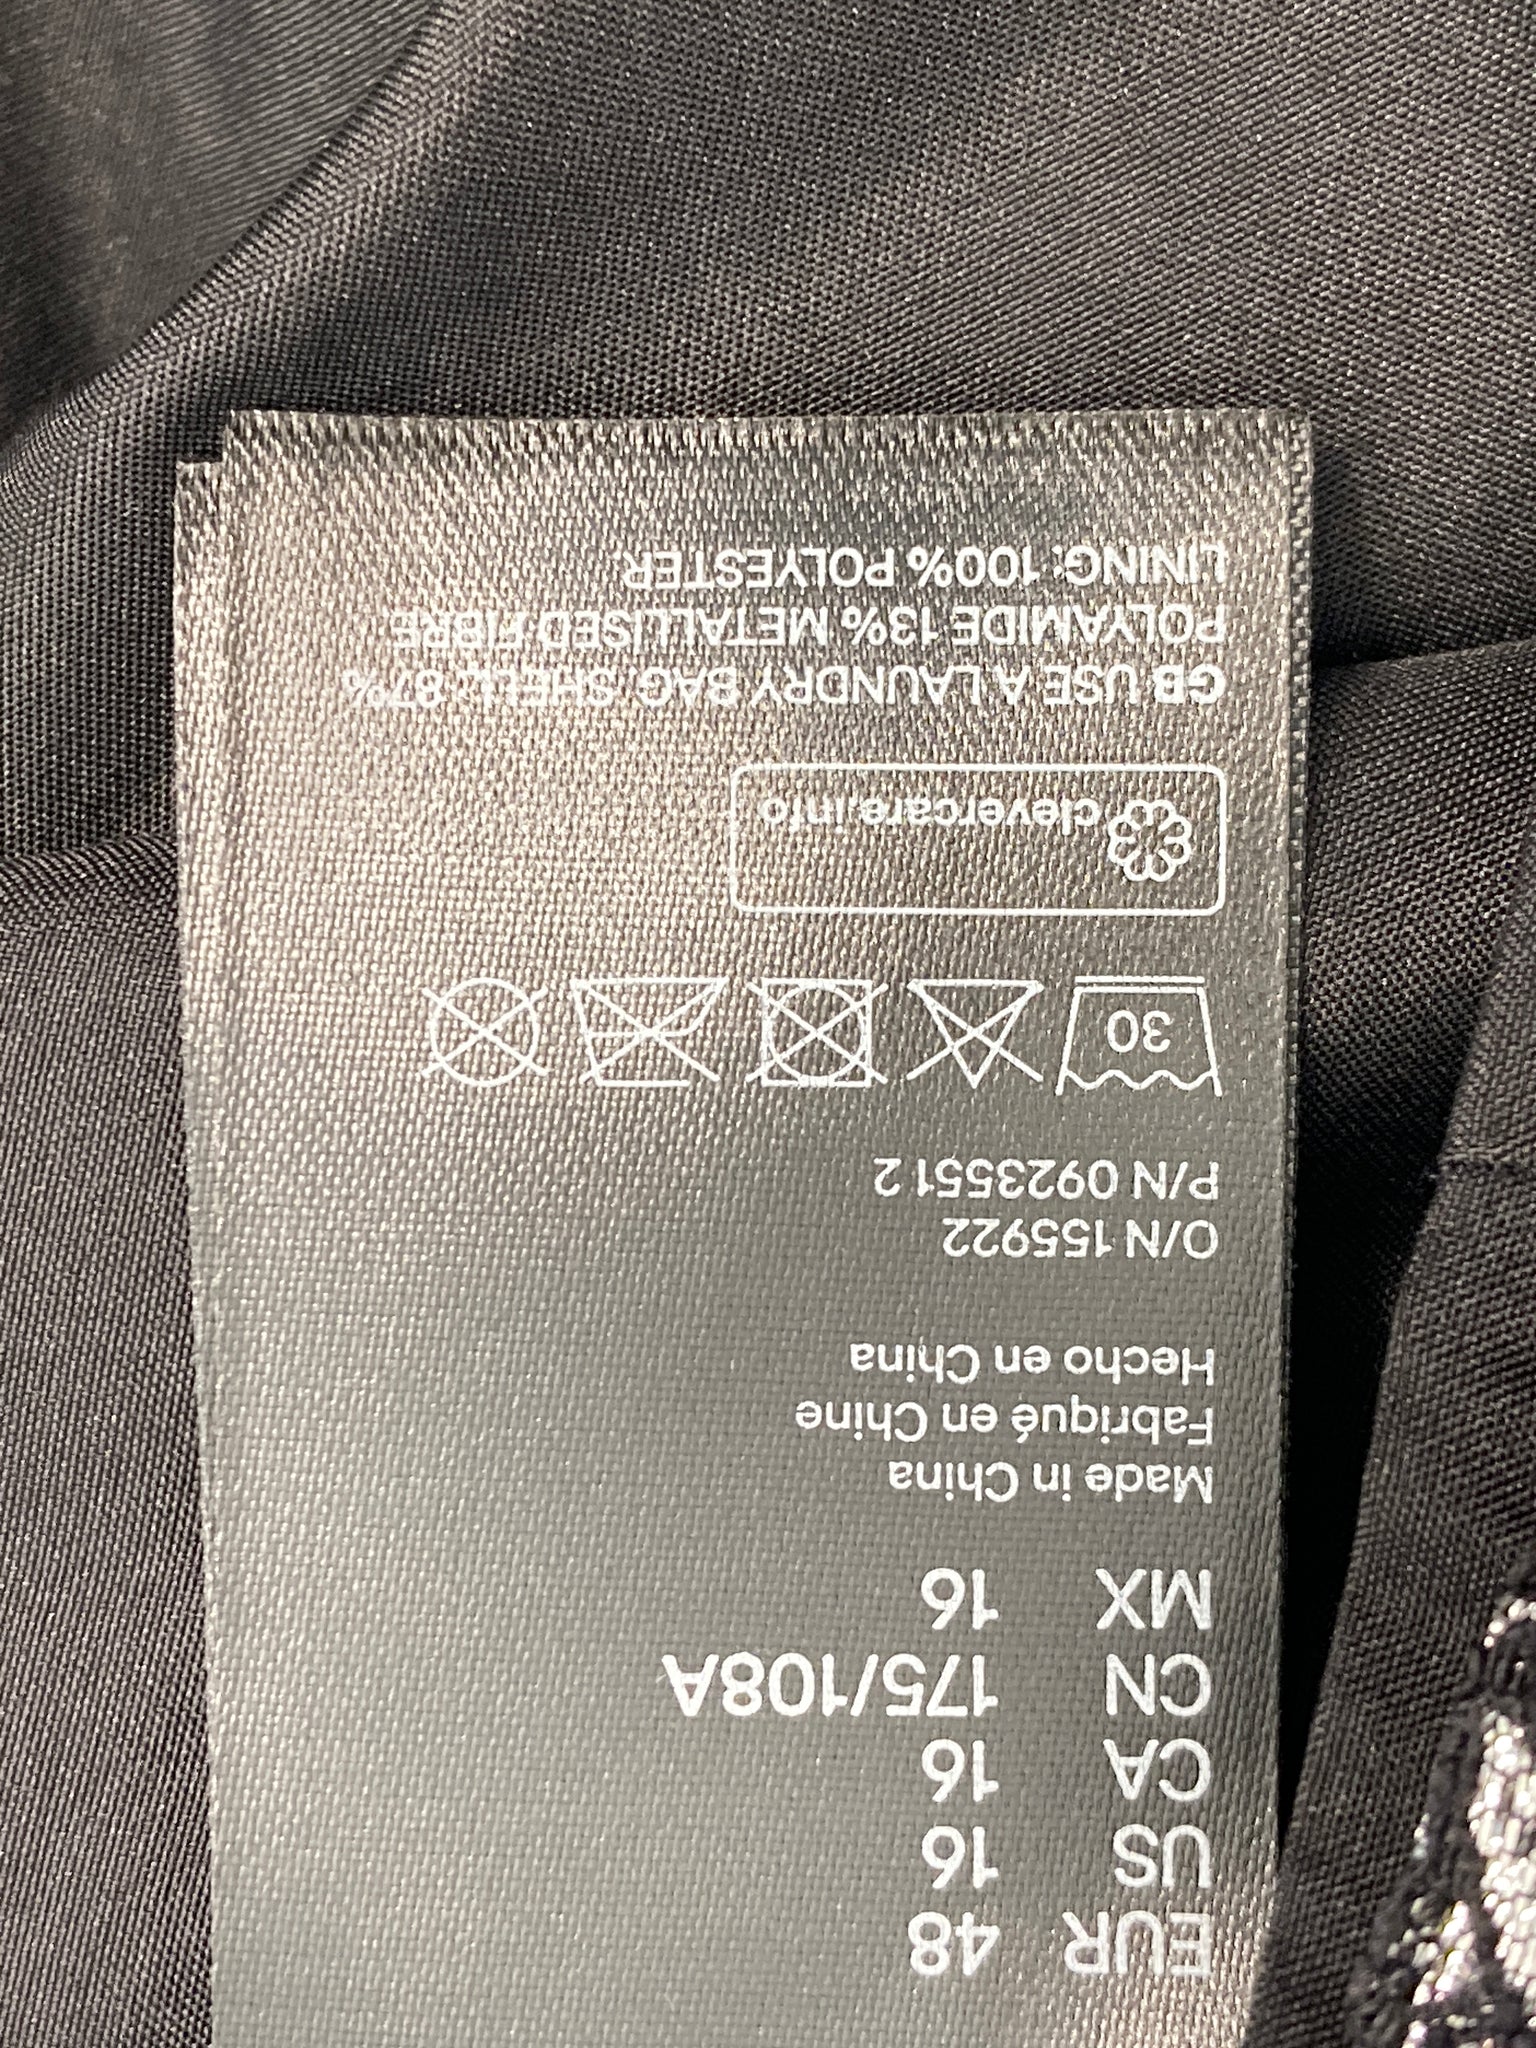 EUR 48
US 16
CA 16
CN 175/108A
MX 16
Made in China
Fabriqué en Chine
Hecho en China
O/N 155922
P/N 0923551 2
30
clevercare.info
GB USE A LAUNDRY BAG. SHELL: 87%
POLYAMIDE 13% METALLISED FIBRE
LINING: 100% POLYESTER.